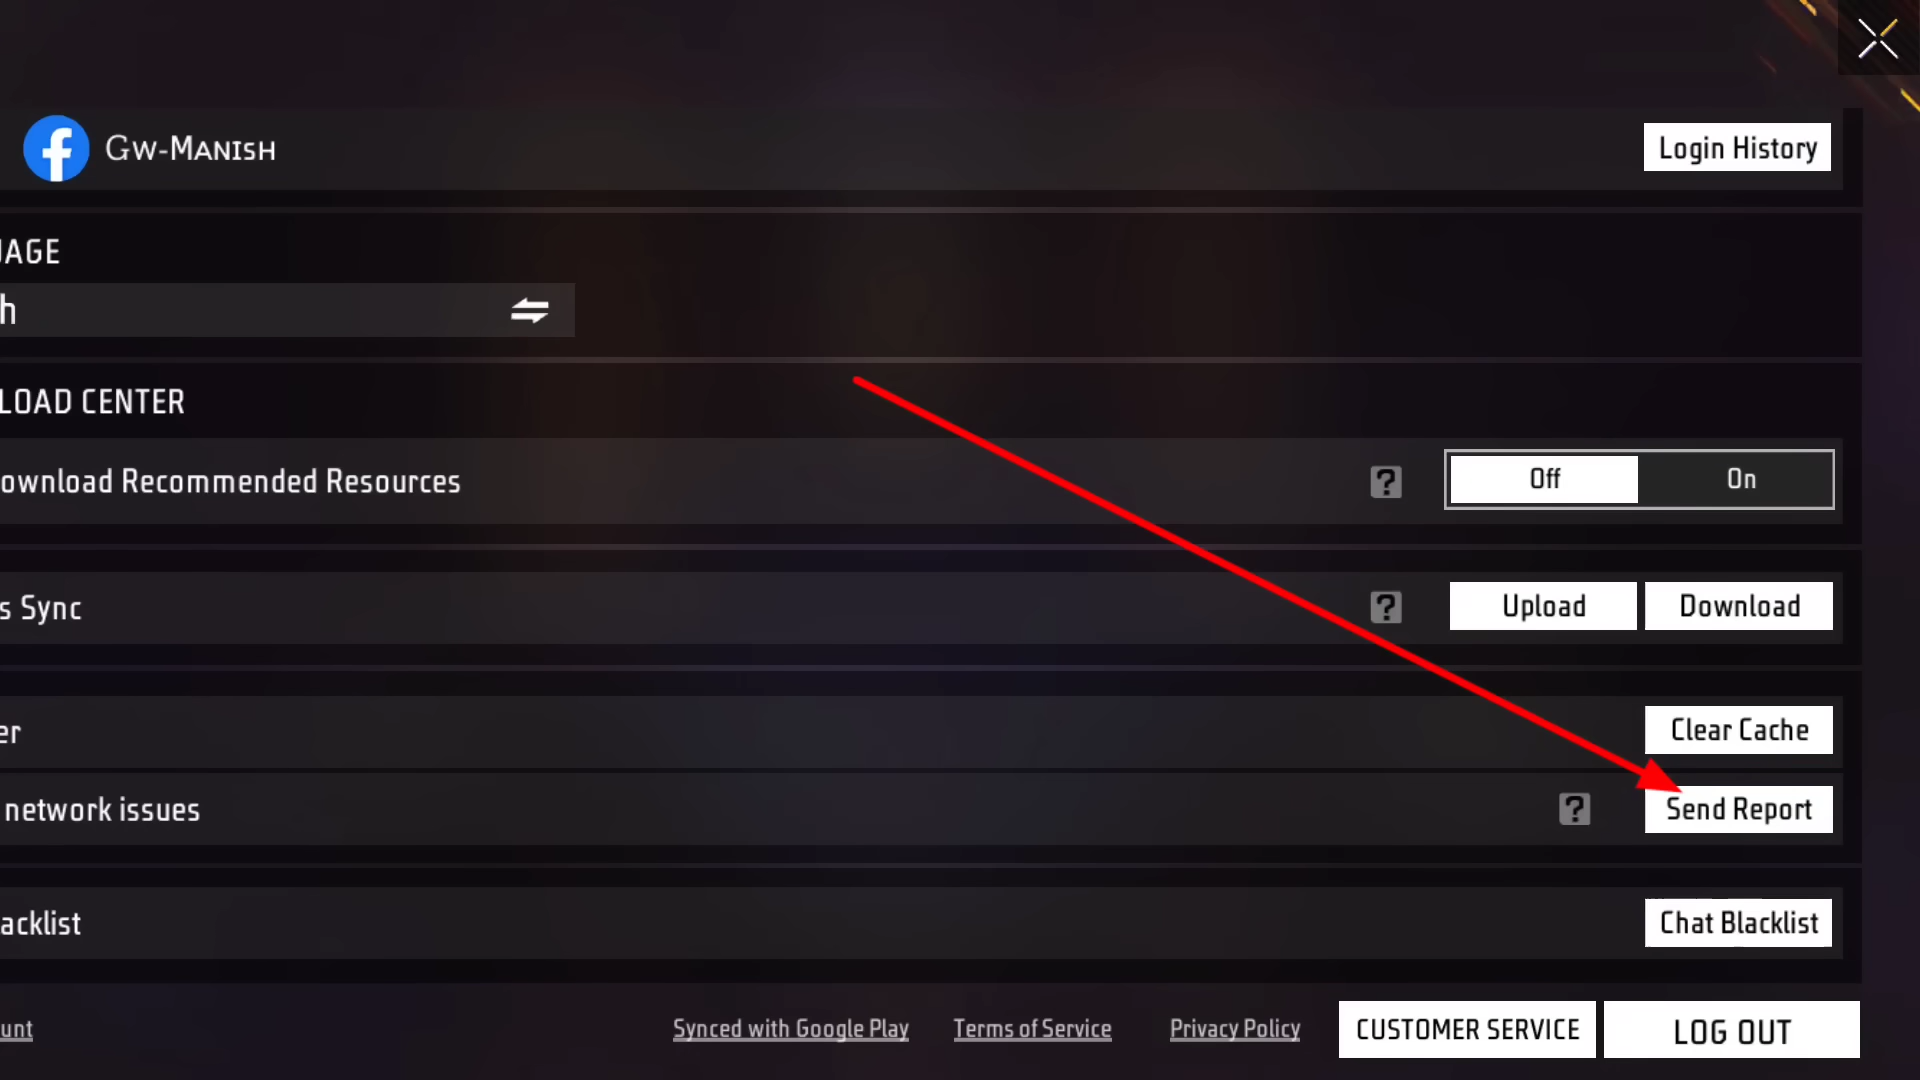 Gw-Manish
Login History
UAGE
h
LOAD CENTER
ownload Recommended Resources
?
Off
On
s Sync
?
Upload
Download
er
Clear Cache
network issues
?
Send Report
acklist
Chat Blacklist
unt
Synced with Google Play
Terms of Service
Privacy Policy
CUSTOMER SERVICE
LOG OUT